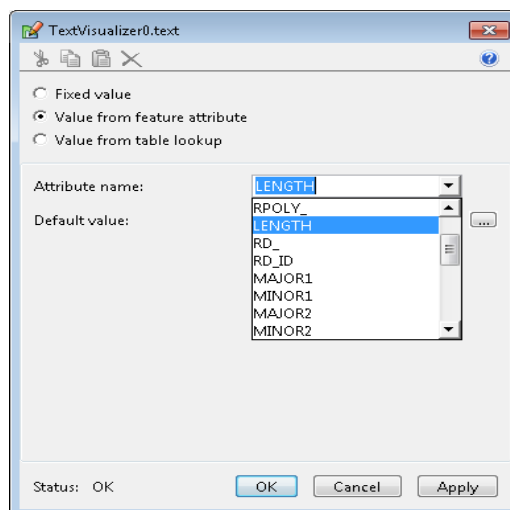 TextVisualizer0.text
Fixed value
Value from feature attribute
Value from table lookup
Attribute name: LENGTH
RPOLY_
Default value: ...
LENGTH
RD_
RD_ID
MAJOR1
MINOR1
MAJOR2
MINOR2
Status: OK OK Cancel Apply